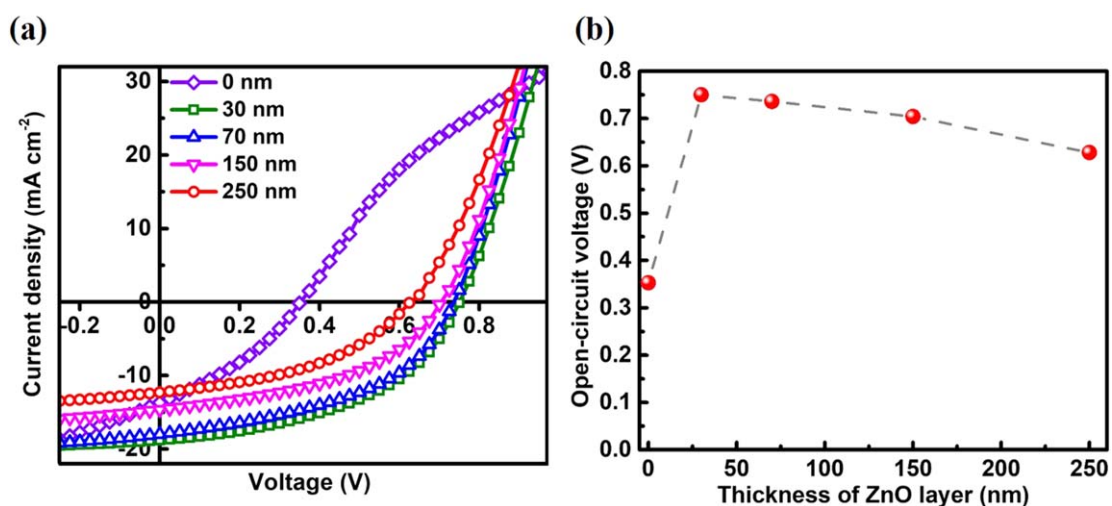 (a)
(b)
0 nm
30 nm
70 nm
150 nm
250 nm
30
20
10
0
-10
-20
-0.2
0.0
0.2
0.4
0.6
0.8
Current density (mA cm-2)
Voltage (V)
0.8
0.7
0.6
0.5
0.4
0.3
0.2
0.1
0.0
0
50
100
150
200
250
Open-circuit voltage (V)
Thickness of ZnO layer (nm)